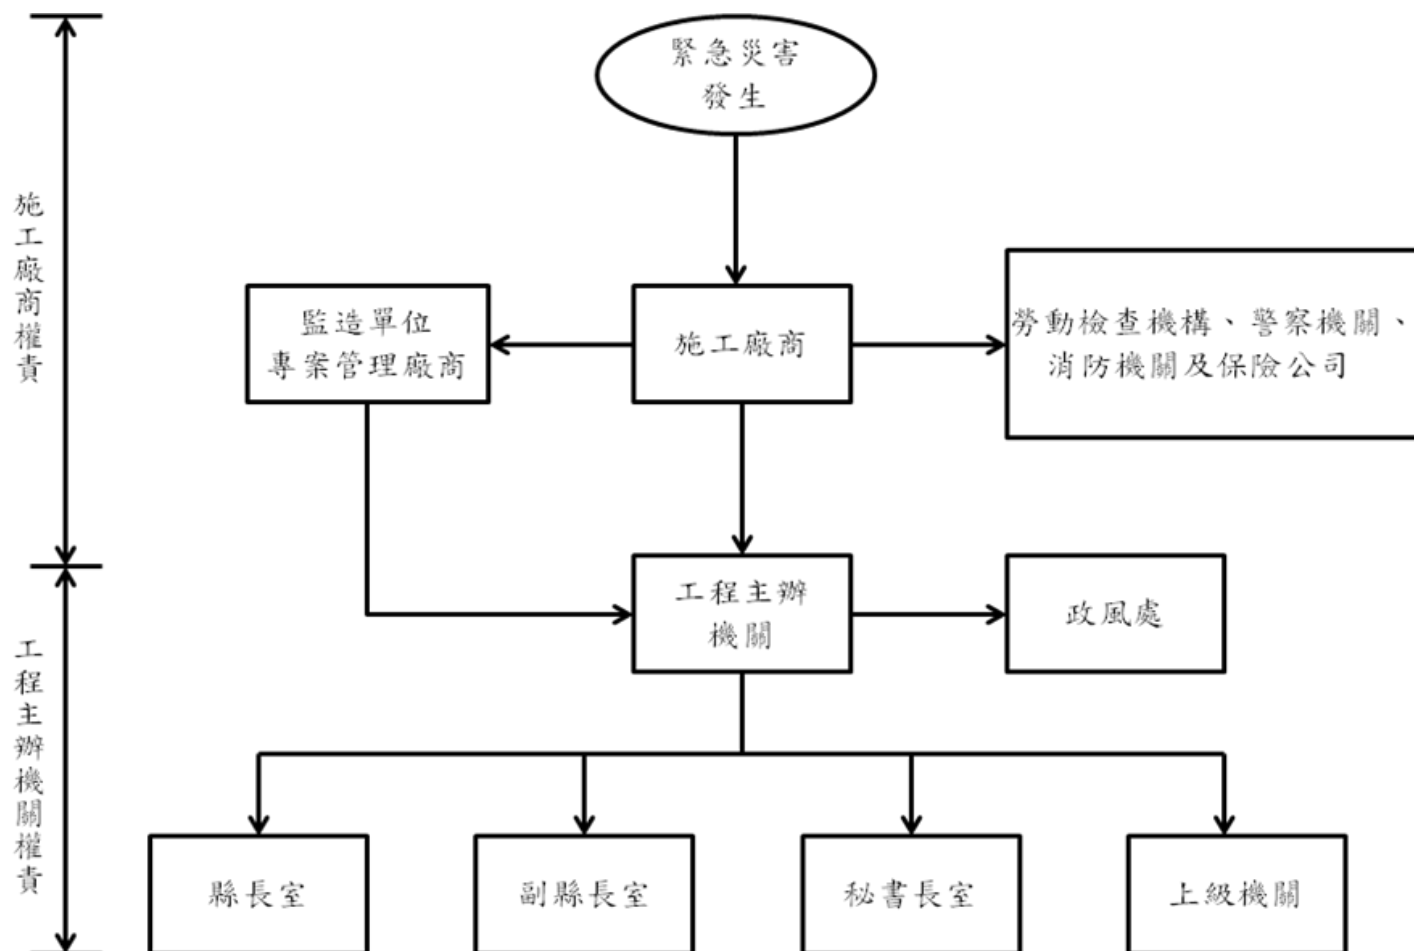 緊急災害
發生
施工廠商權責
監造單位
專案管理廠商
施工廠商
勞動檢查機構、警察機關、
消防機關及保險公司
工程主辦
機關
政風處
工程主辦機關權責
縣長室
副縣長室
秘書長室
上級機關